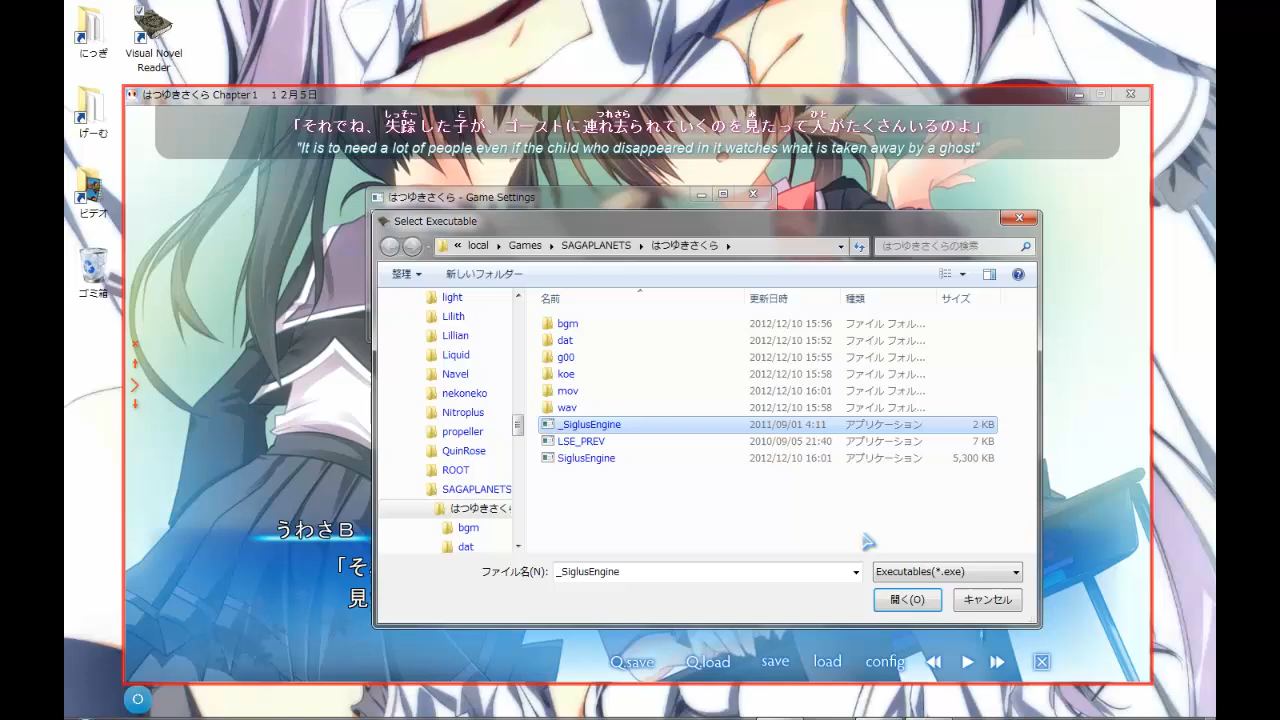 にっき
Visual Novel
Reader
げーむ
ビデオ
ゴミ箱
はつゆきさくら Chapter1 12月5日
しっそー こ つれさら み ひと
「それでね、失踪した子が、ゴーストに連れ去られていくのを見たって人がたくさんいるのよ」
"It is to need a lot of people even if the child who disappeared in it watches what is taken away by a ghost"
はつゆきさくら - Game Settings
Select Executable
« local Games SAGAPLANETS はつゆきさくら
はつゆきさくらの検索
整理 新しいフォルダー
light
Lilith
Lillian
Liquid
Navel
nekoneko
Nitroplus
propeller
QuinRose
ROOT
SAGAPLANETS
はつゆきさく
bgm
dat
名前 更新日時 種類 サイズ
bgm 2012/12/10 15:56 ファイル フォル...
dat 2012/12/10 15:52 ファイル フォル...
g00 2012/12/10 15:55 ファイル フォル...
koe 2012/12/10 15:58 ファイル フォル...
mov 2012/12/10 16:01 ファイル フォル...
wav 2012/12/10 15:58 ファイル フォル...
_SiglusEngine 2011/09/01 4:11 アプリケーション 2 KB
LSE_PREV 2010/09/05 21:40 アプリケーション 7 KB
SiglusEngine 2012/12/10 16:01 アプリケーション 5,300 KB
ファイル名(N): _SiglusEngine Executables(*.exe)
開く(O) キャンセル
うわさB
「そ
見
Q.save Q.load save load config